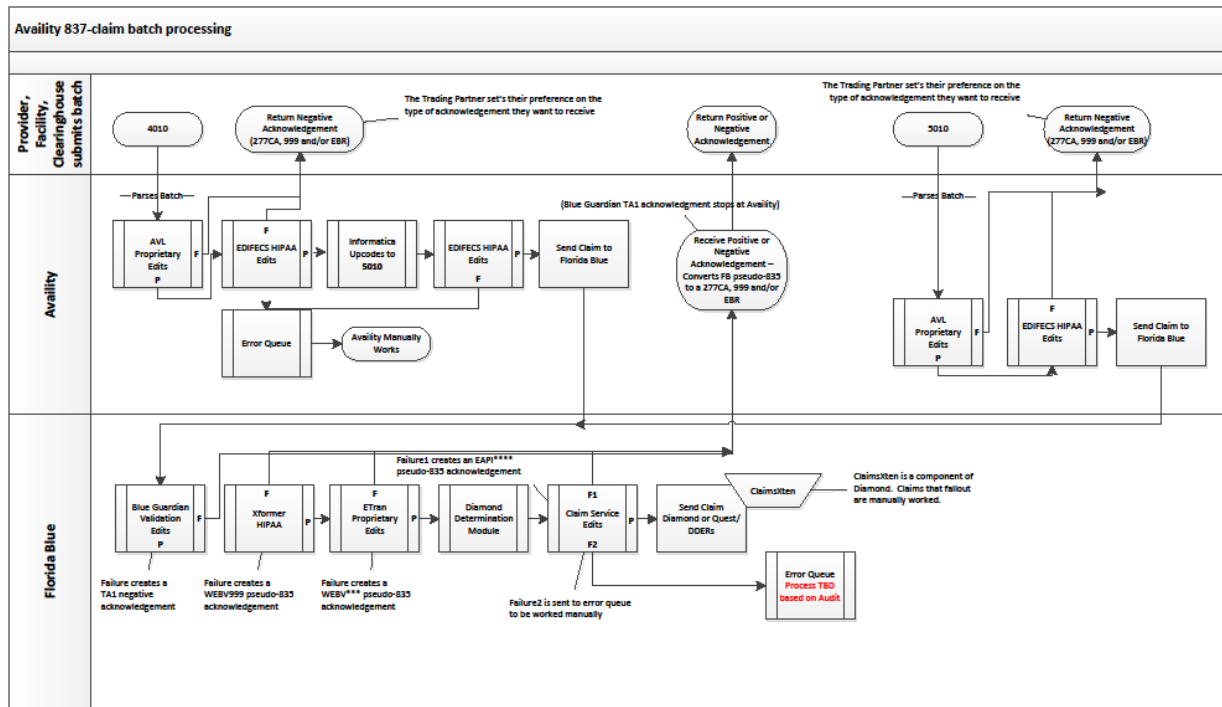 Availity 837-claim batch processing
Provider,
Facility,
Clearinghouse
submits batch
4010
Return Negative
Acknowledgement
(277CA, 999 and/or EBR)
The Trading Partner set's their preference on the
type of acknowledgement they want to receive
Return Positive or
Negative
Acknowledgement
The Trading Partner set's their preference on the
type of acknowledgement they want to receive
5010
Return Negative
Acknowledgement
(277CA, 999 and/or EBR)
Availity
Parses Batch
AVL
Proprietary
Edits
F
P
F
EDIFECS HIPAA
Edits
P
Informatica
Upcodes to
5010
EDIFECS HIPAA
Edits
P
F
Send Claim to
Florida Blue
Error Queue
Availity Manually
Works
(Blue Guardian TA1 acknowledgment stops at Availity)
Receive Positive or
Negative
Acknowledgement –
Converts FB pseudo-835
to a 277CA, 999 and/or
EBR
Parses Batch
AVL
Proprietary
Edits
F
P
F
EDIFECS HIPAA
Edits
P
Send Claim to
Florida Blue
Florida Blue
Blue Guardian
Validation
Edits
F
P
Failure creates a
TA1 negative
acknowledgement
F
Xformer
HIPAA
P
Failure creates a
WEBV999 pseudo-835
acknowledgement
F
ETran
Proprietary
Edits
P
Failure creates a
WEBV*** pseudo-835
acknowledgement
Diamond
Determination
Module
Failure1 creates an EAPI****
pseudo-835 acknowledgement
F1
Claim Service
Edits
P
F2
Failure2 is sent to error queue
to be worked manually
Send Claim
Diamond or Quest/
DDERs
ClaimsXten
ClaimsXten is a component of
Diamond. Claims that fallout
are manually worked.
Error Queue
Process TBD
based on Audit